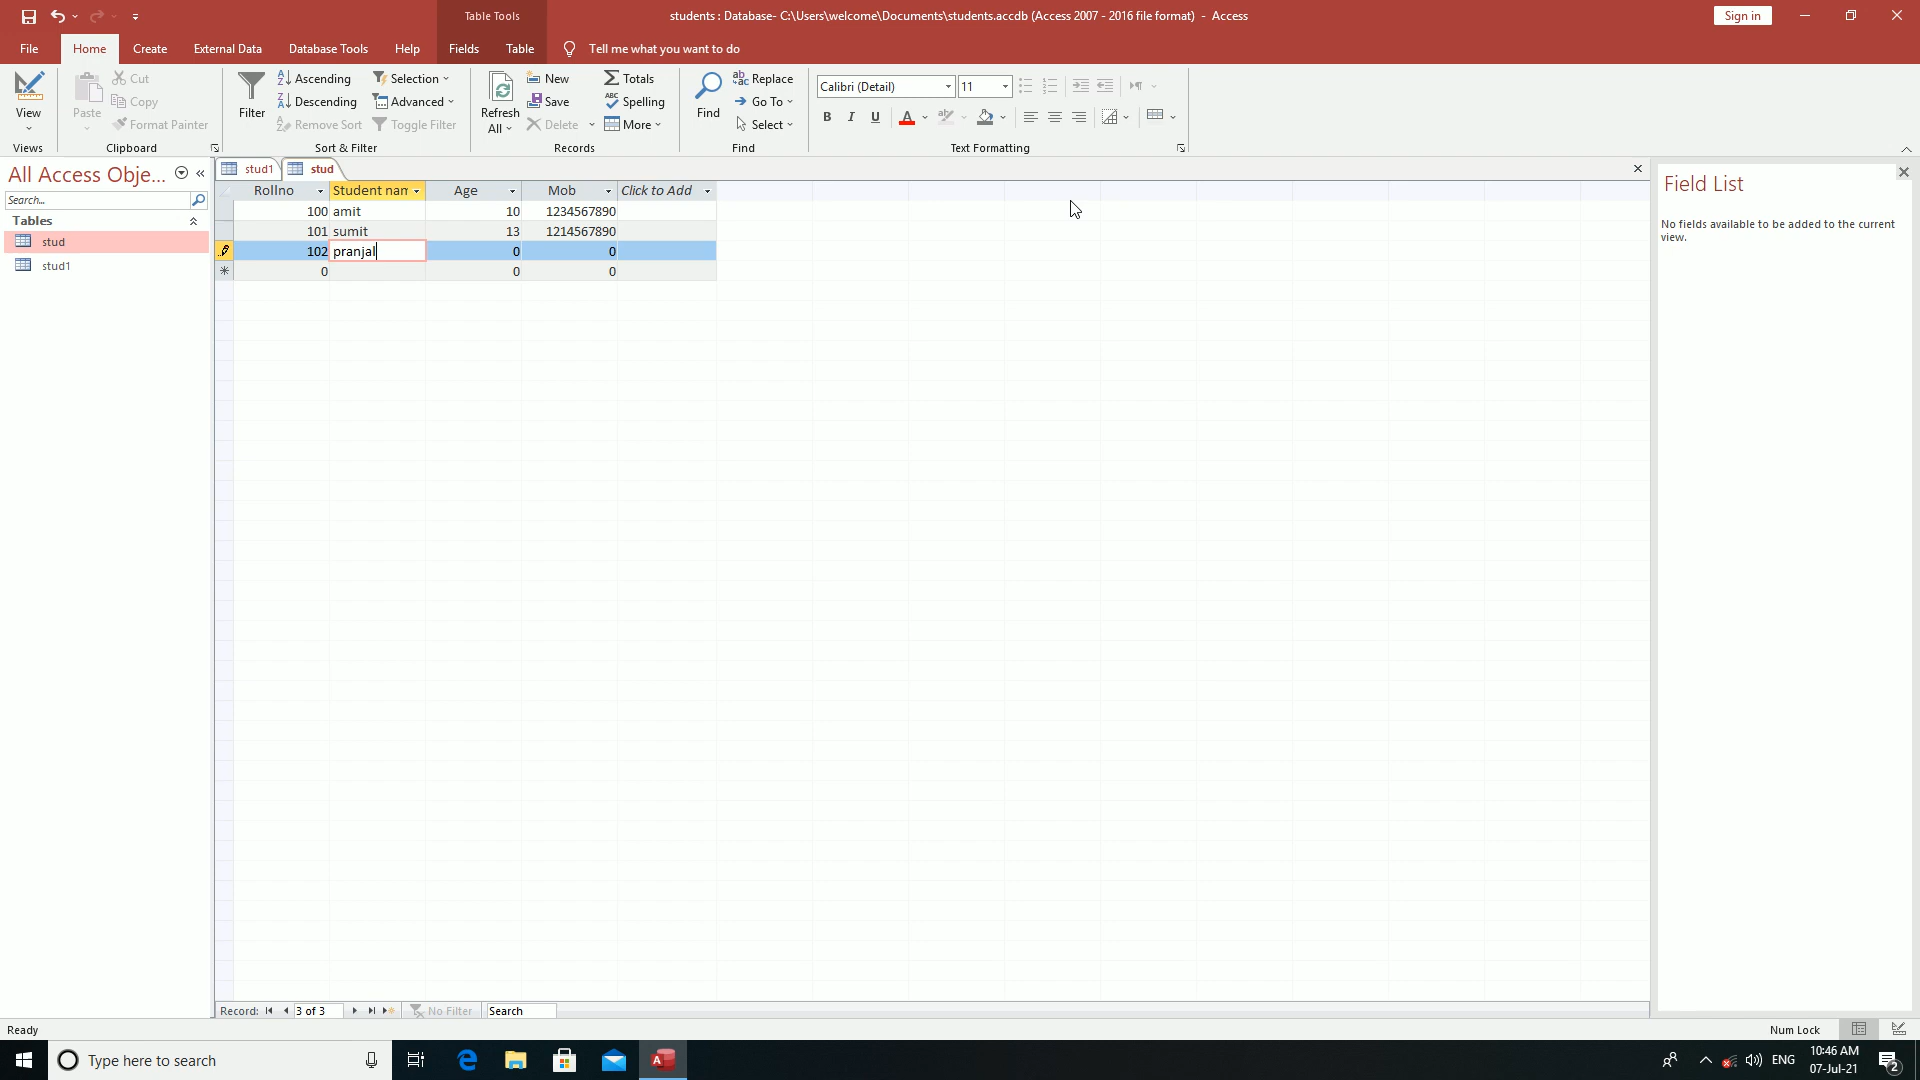 Table Tools
students : Database- C:\Users\welcome\Documents\students.accdb (Access 2007 - 2016 file format) - Access
Sign in
File Home Create External Data Database Tools Help Fields Table Tell me what you want to do
View
Views
Paste
Cut
Copy
Format Painter
Clipboard
Filter
Ascending
Descending
Remove Sort
Selection
Advanced
Toggle Filter
Sort & Filter
Refresh
All
New
Save
Delete
Totals
Spelling
More
Records
Find
Replace
Go To
Select
Find
Calibri (Detail) 11
B I U A
Text Formatting
All Access Obje...
Search...
Tables
stud
stud1
stud1 stud
Rollno Student nam Age Mob Click to Add
100 amit 10 1234567890
101 sumit 13 1214567890
102 pranjal 0 0
0 0 0
Field List
No fields available to be added to the current
view.
Record: 3 of 3 No Filter Search
Ready
Num Lock
Type here to search
ENG
10:46 AM
07-Jul-21
2